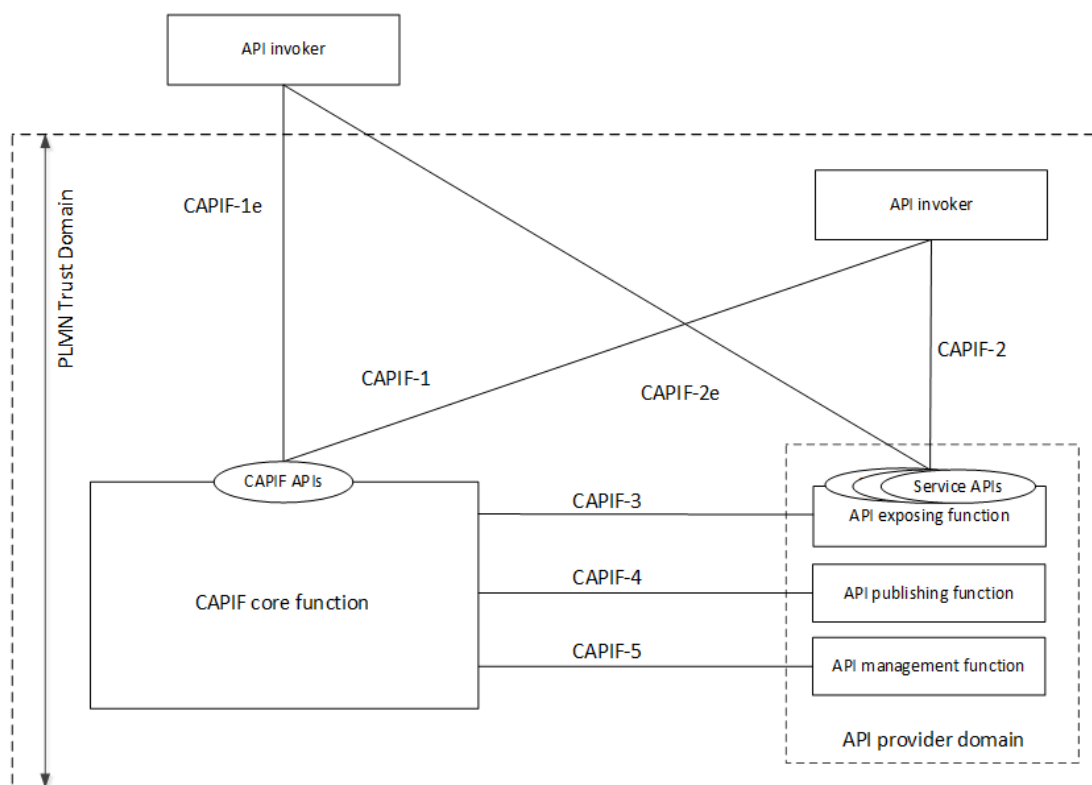 API invoker
PLMN Trust Domain
CAPIF-1e
API invoker
CAPIF-1
CAPIF-2e
CAPIF-2
CAPIF APIs
Service APIs
CAPIF-3
API exposing function
CAPIF core function
CAPIF-4
API publishing function
CAPIF-5
API management function
API provider domain